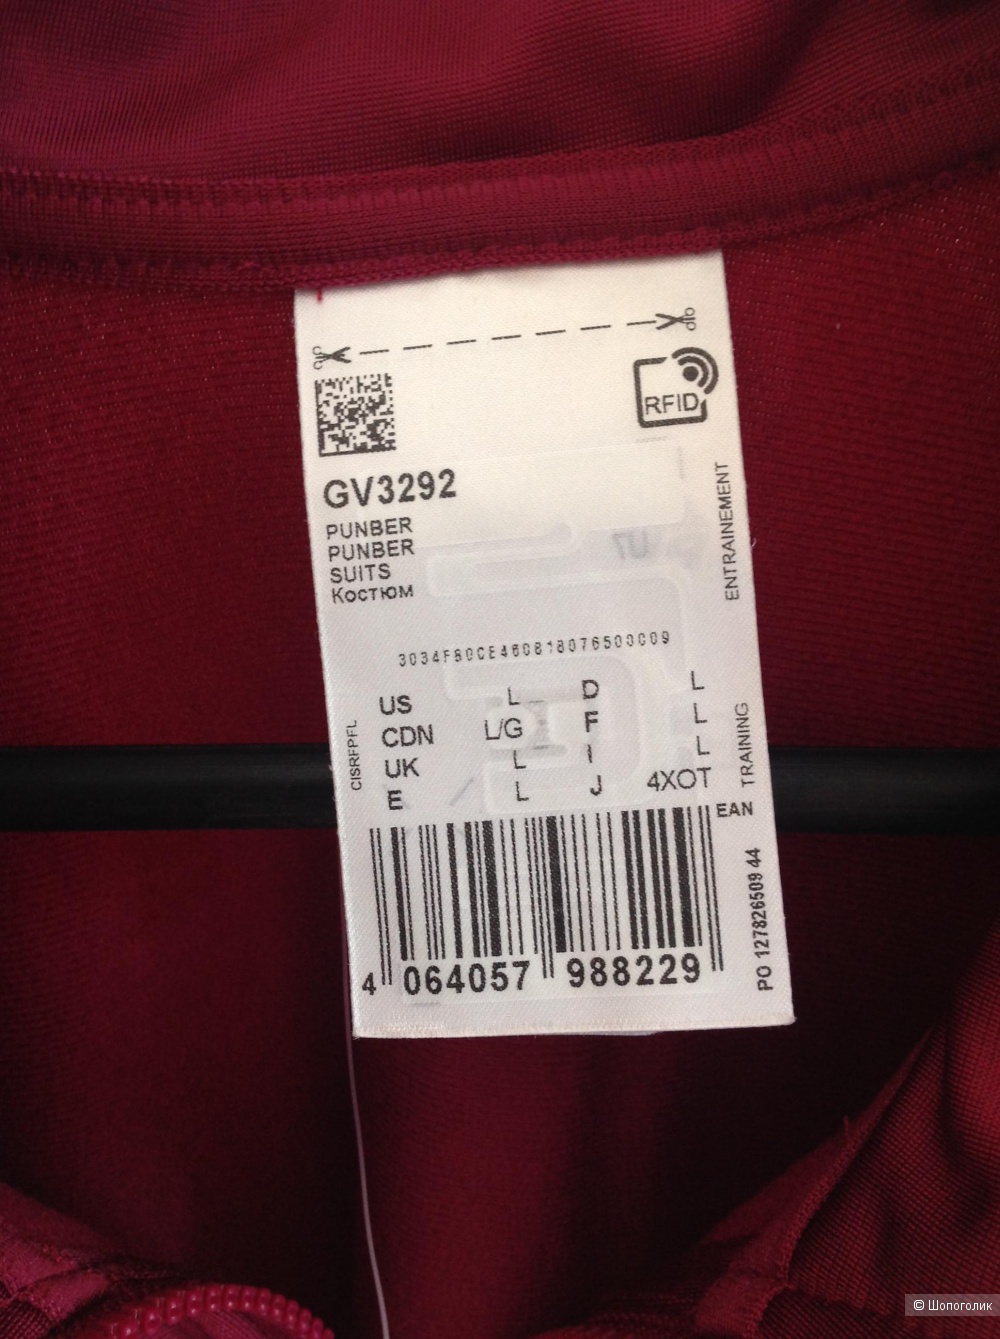 RFID
GV3292
PUNBER
PUNBER
SUITS
Костюм
ENTRAINEMENT
US L D L
CDN L/G F L
UK L I L
E L J 4XOT
CISRFPFL
TRAINING
EAN
4 064057 988229
PO 127826509 44
© Шопоголик